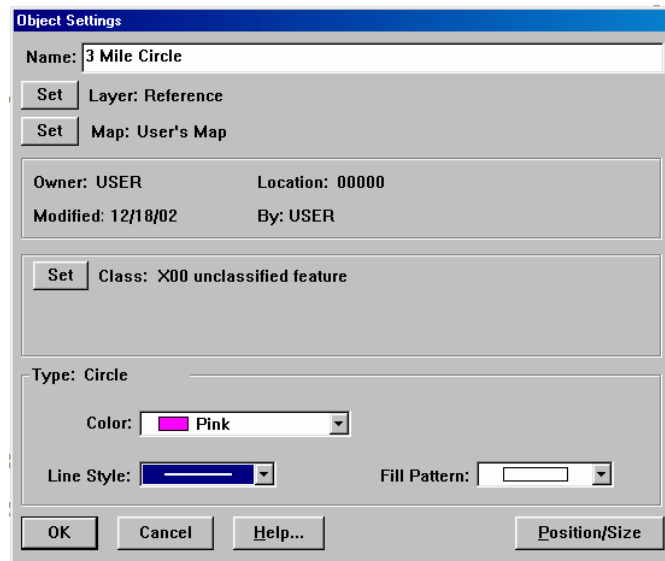 Object Settings
Name: 3 Mile Circle
Set Layer: Reference
Set Map: User's Map
Owner: USER Location: 00000
Modified: 12/18/02 By: USER
Set Class: X00 unclassified feature
Type: Circle
Color: Pink
Line Style: Fill Pattern:
OK Cancel Help... Position/Size